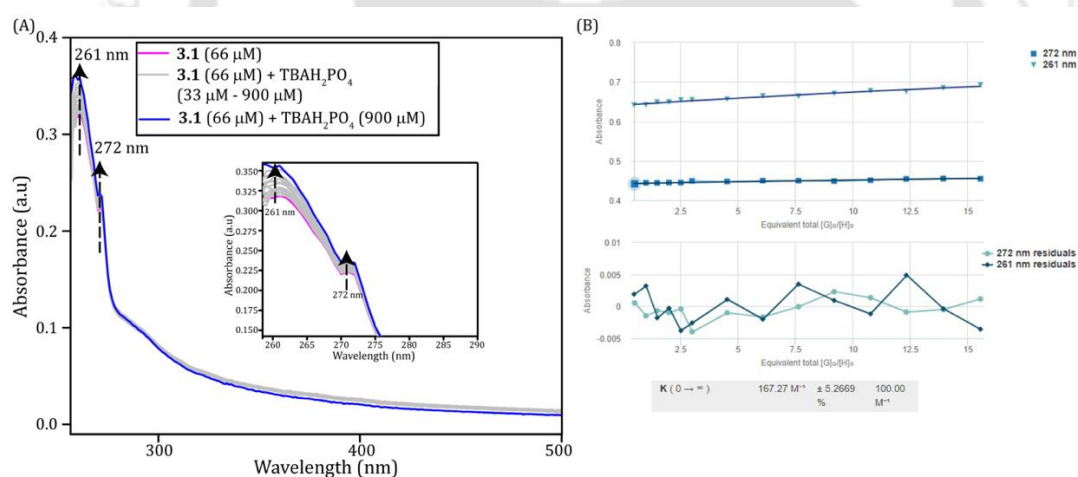 (A)
0.4
0.3
0.2
0.1
0.0
Absorbance (a.u)
261 nm
272 nm
3.1 (66 μM)
3.1 (66 μM) + TBAH₂PO₄
(33 μM - 900 μM)
3.1 (66 μM) + TBAH₂PO₄ (900 μM)
0.350
0.325
0.300
0.275
0.250
0.225
0.200
0.175
0.150
Absorbance (a.u)
261 nm
272 nm
260 265 270 275 280 285 290
Wavelength (nm)
300 400 500
Wavelength (nm)
(B)
272 nm
261 nm
0.8
0.7
0.6
0.5
0.4
Absorbance
2.5 5 7.5 10 12.5 15
Equivalent total [G]₀/[H]₀
272 nm residuals
261 nm residuals
0.01
0.005
0
-0.005
Absorbance
2.5 5 7.5 10 12.5 15
Equivalent total [G]₀/[H]₀
K ( 0 → ∞ ) 167.27 M⁻¹ ± 5.2669 100.00
% M⁻¹